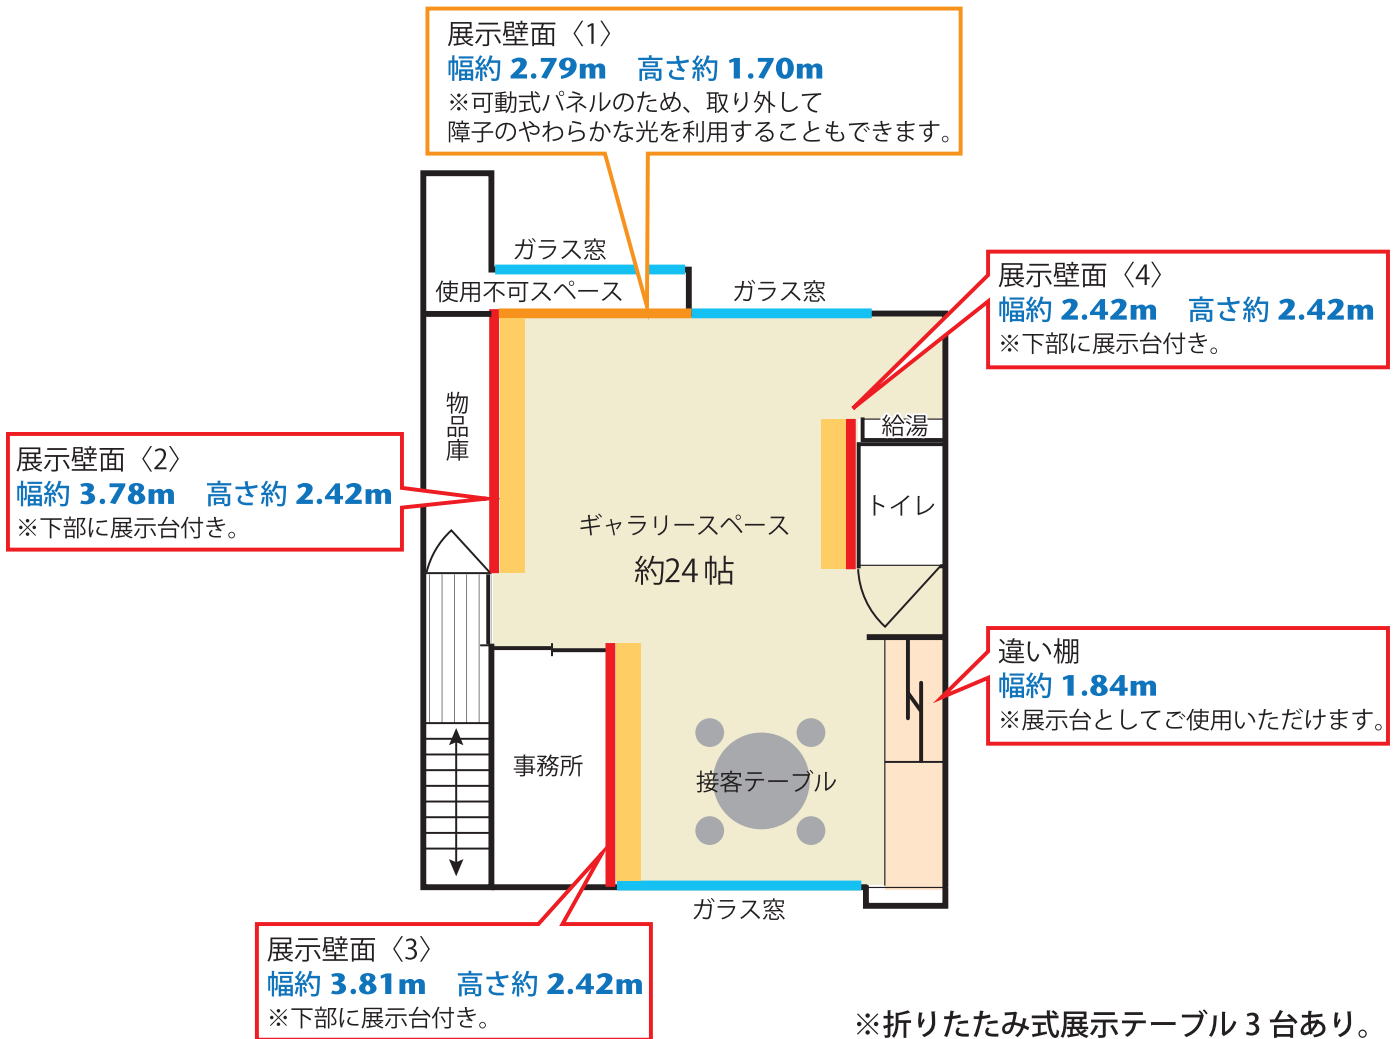 展示壁面〈1〉
幅約 2.79m　高さ約 1.70m
※可動式パネルのため、取り外して
障子のやわらかな光を利用することもできます。
ガラス窓
使用不可スペース
ガラス窓
展示壁面〈4〉
幅約 2.42m　高さ約 2.42m
※下部に展示台付き。
物品庫
給湯
展示壁面〈2〉
幅約 3.78m　高さ約 2.42m
※下部に展示台付き。
トイレ
ギャラリースペース
約24 帖
違い棚
幅約 1.84m
※展示台としてご使用いただけます。
事務所
接客テーブル
ガラス窓
展示壁面〈3〉
幅約 3.81m　高さ約 2.42m
※下部に展示台付き。
※折りたたみ式展示テーブル 3 台あり。